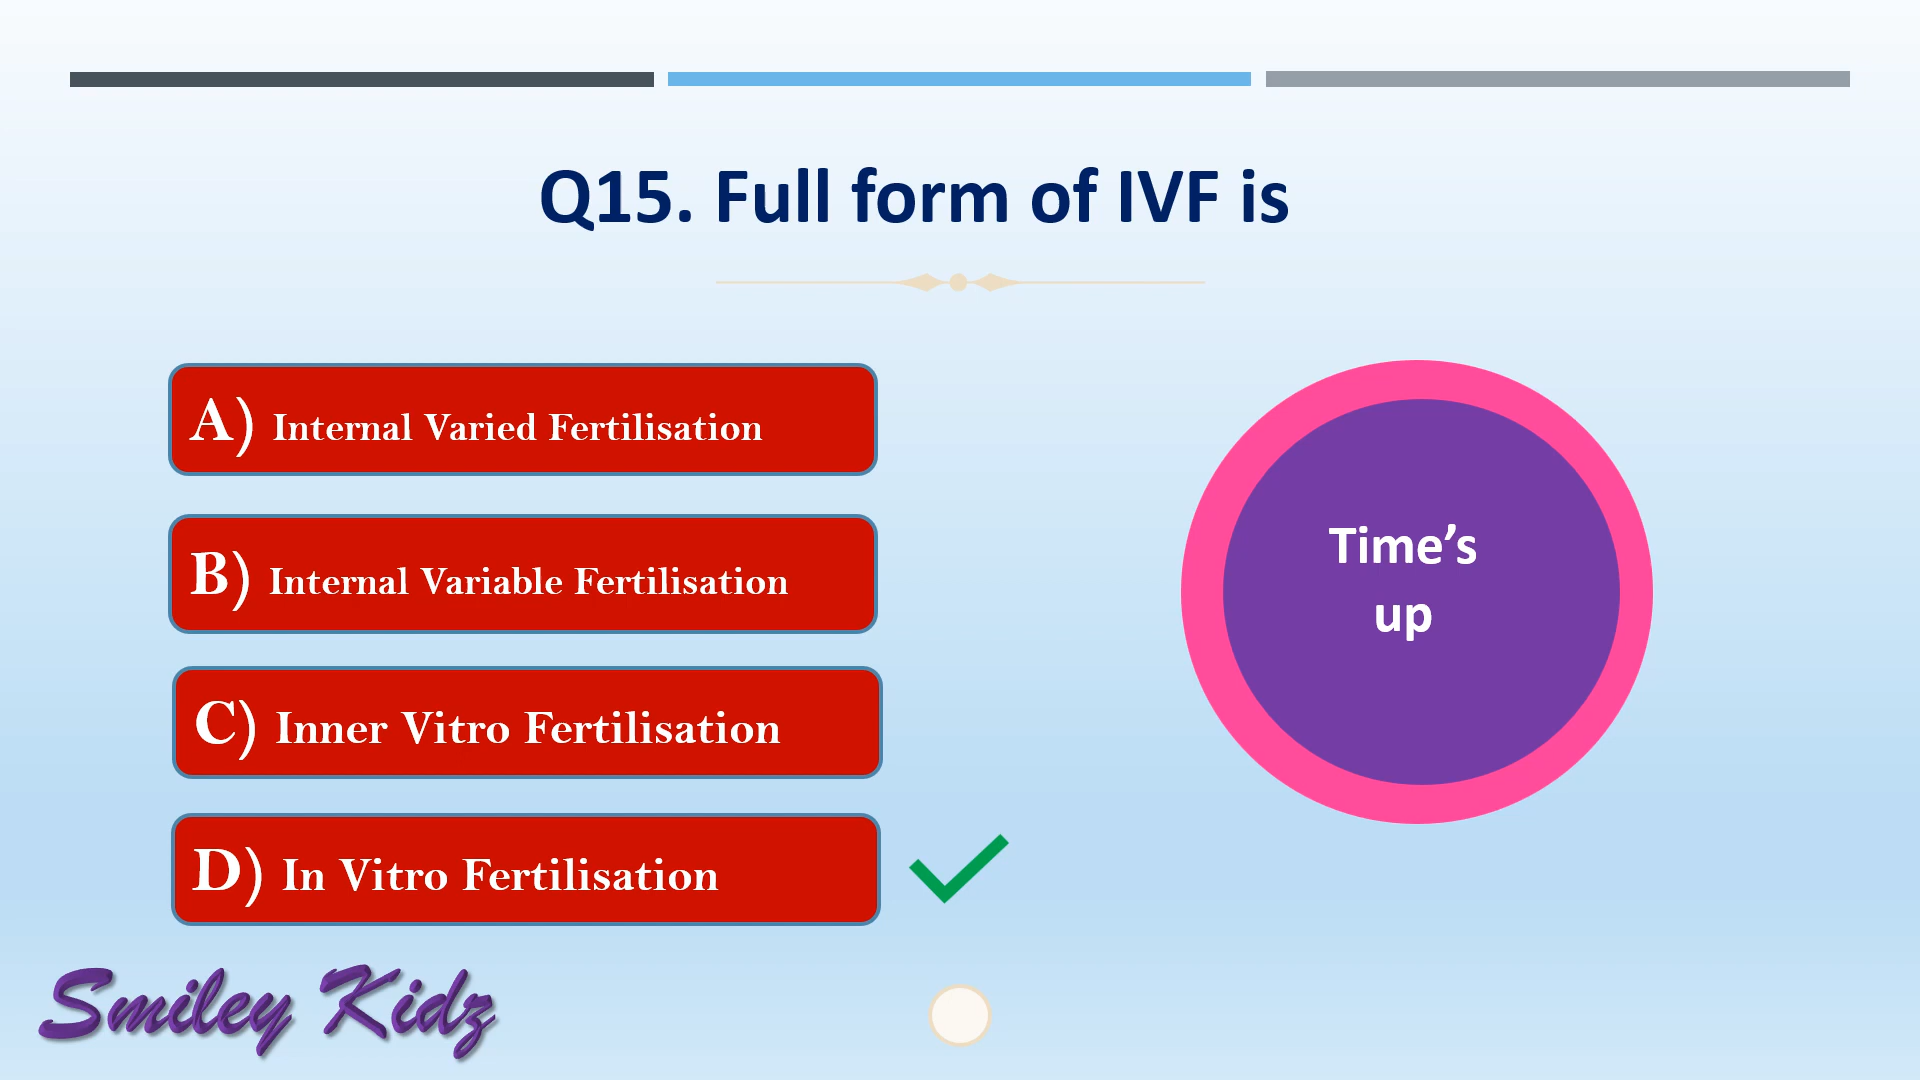 Q15. Full form of IVF is
A) Internal Varied Fertilisation
B) Internal Variable Fertilisation
C) Inner Vitro Fertilisation
D) In Vitro Fertilisation
Time’s
up
Smiley Kidz